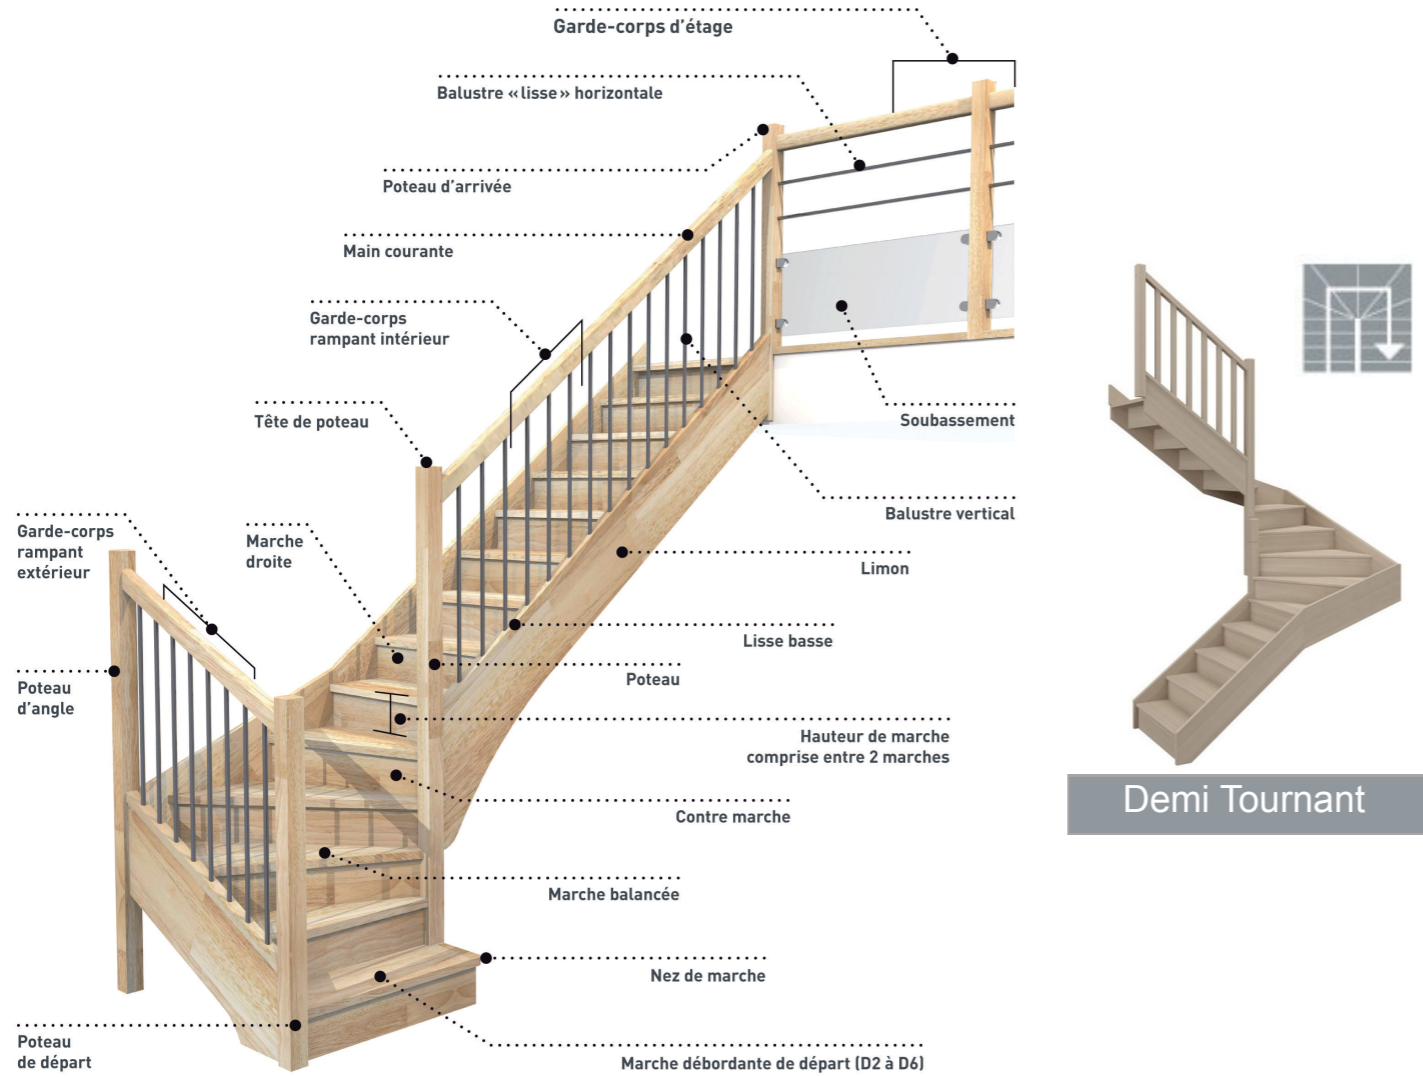 Garde-corps d'étage
Balustre «lisse» horizontale
Poteau d'arrivée
Main courante
Garde-corps
rampant intérieur
Tête de poteau
Soubassement
Garde-corps
rampant
extérieur
Marche
droite
Balustre vertical
Limon
Lisse basse
Poteau
Poteau
d'angle
Hauteur de marche
comprise entre 2 marches
Demi Tournant
Contre marche
Marche balancée
Nez de marche
Poteau
de départ
Marche débordante de départ (D2 à D6)